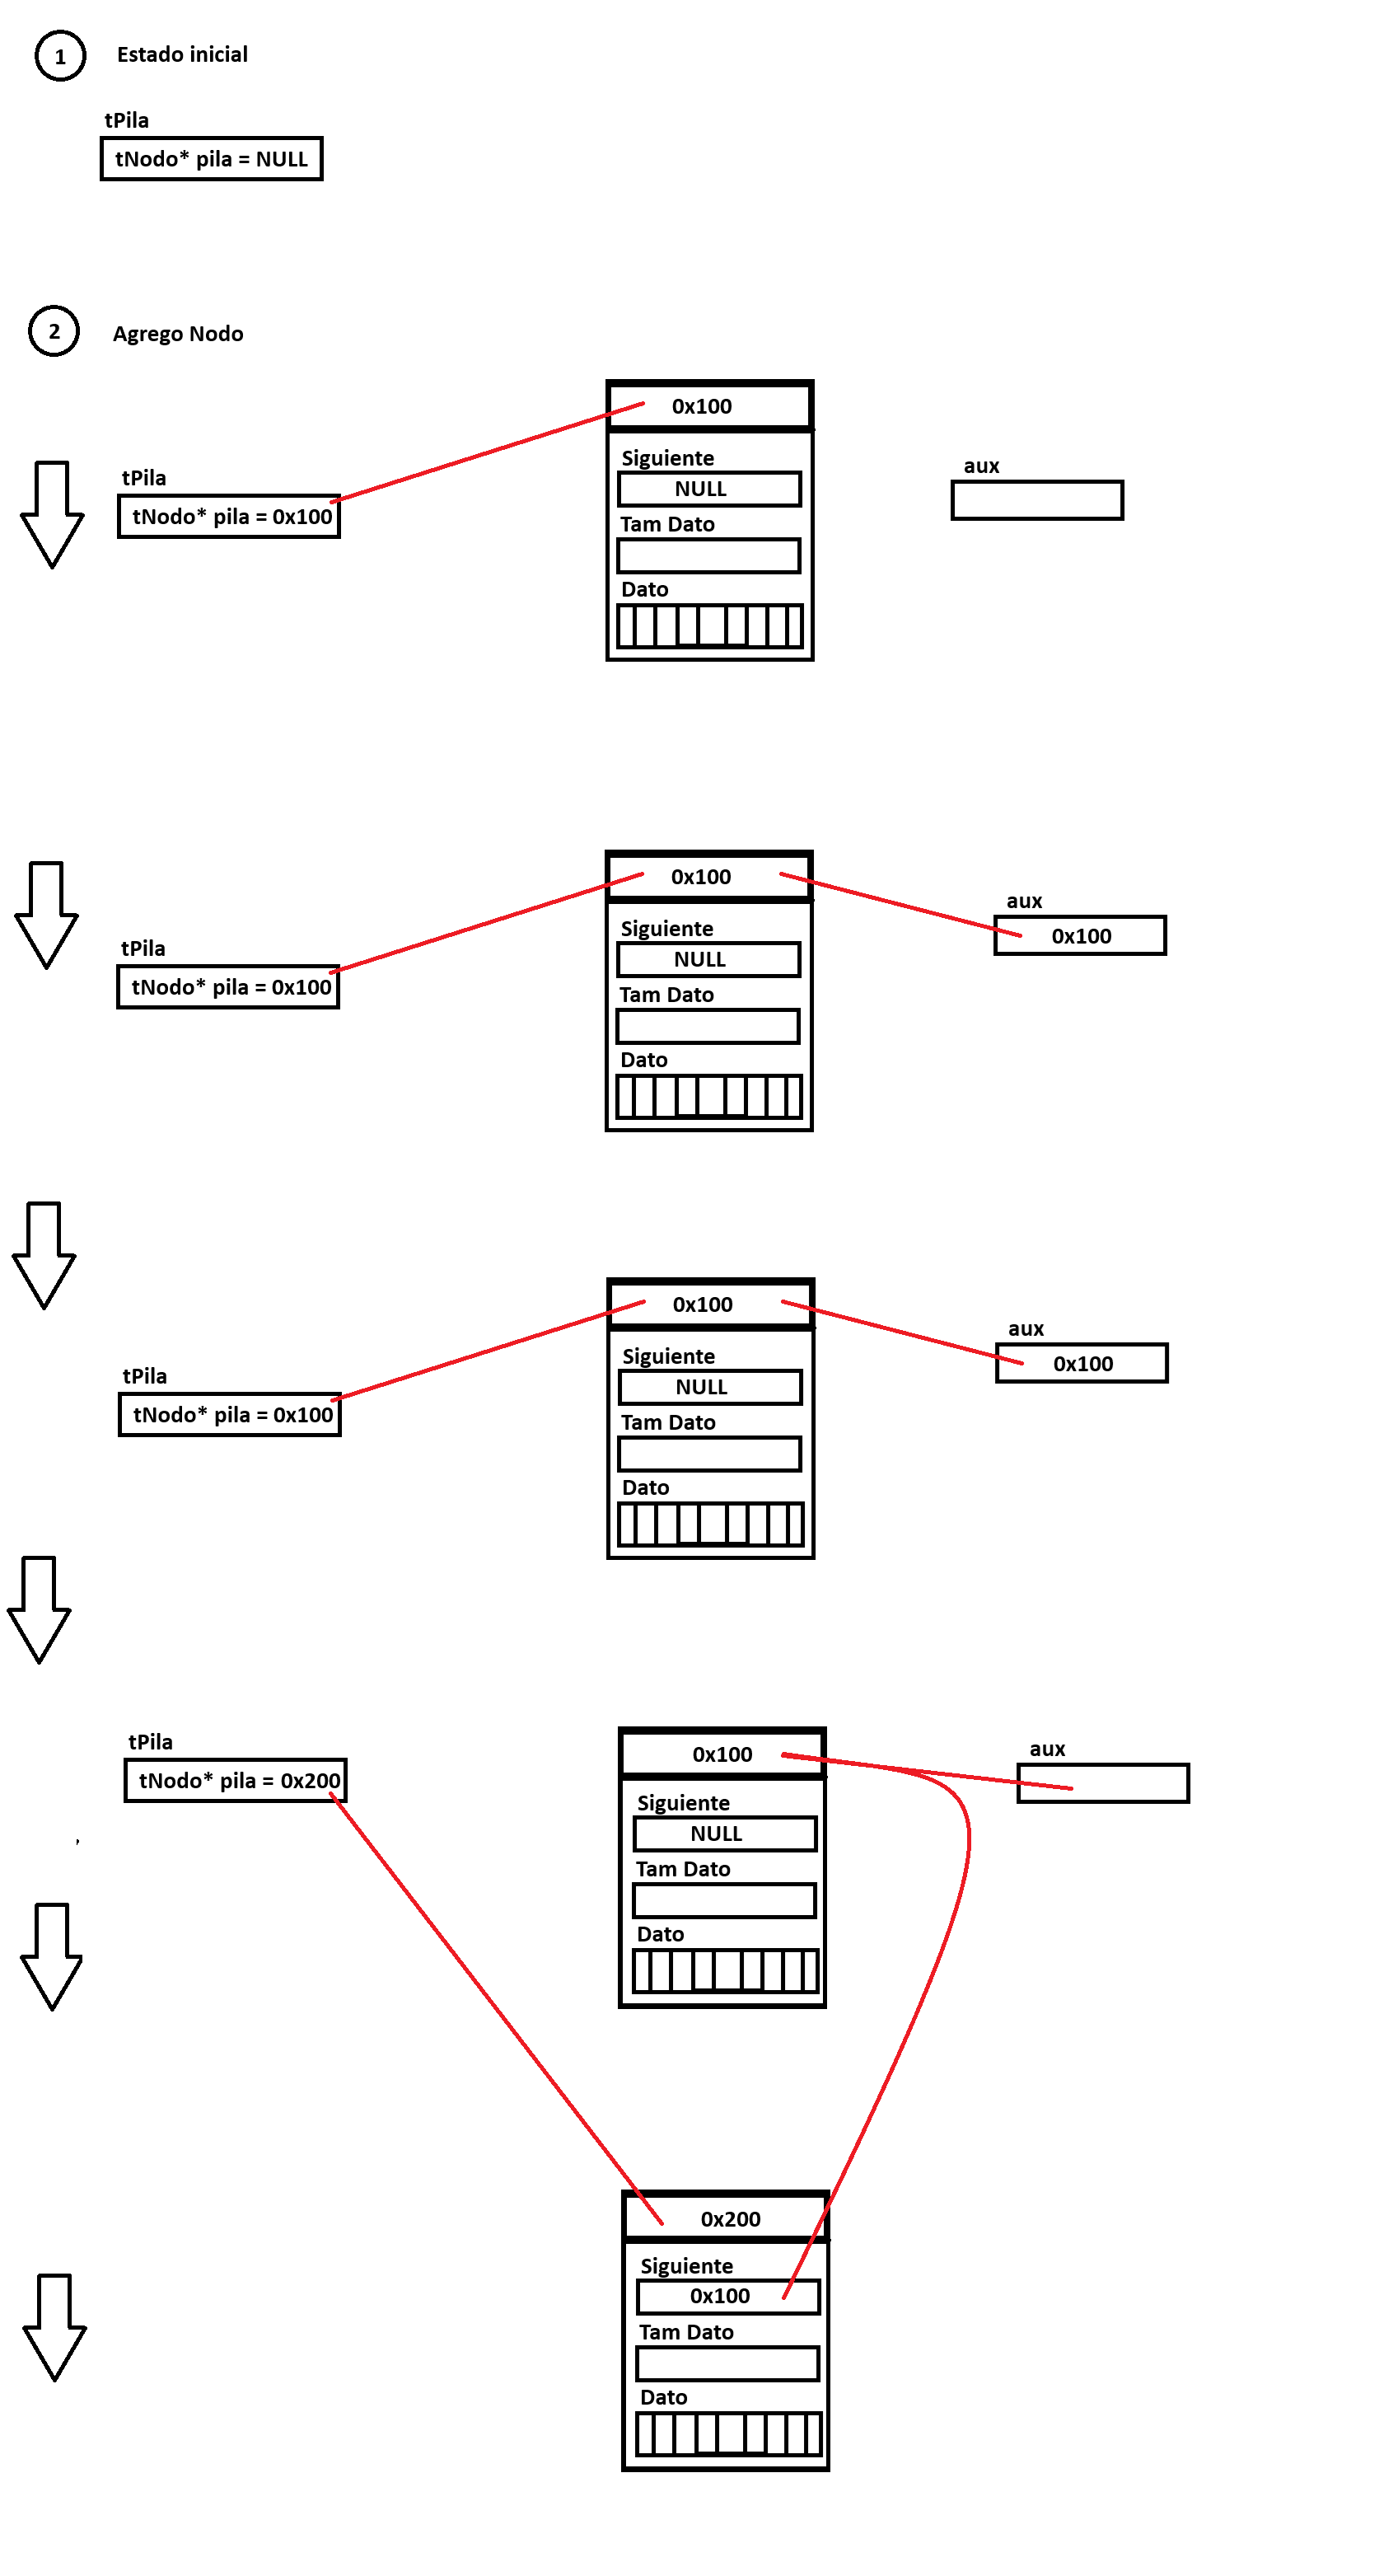 1 Estado inicial
tPila
tNodo* pila = NULL
2 Agrego Nodo
0x100
Siguiente
NULL
Tam Dato
Dato
tPila
tNodo* pila = 0x100
aux
0x100
Siguiente
NULL
Tam Dato
Dato
tPila
tNodo* pila = 0x100
aux
0x100
0x100
Siguiente
NULL
Tam Dato
Dato
tPila
tNodo* pila = 0x100
aux
0x100
tPila
tNodo* pila = 0x200
0x100
Siguiente
NULL
Tam Dato
Dato
aux
0x200
Siguiente
0x100
Tam Dato
Dato